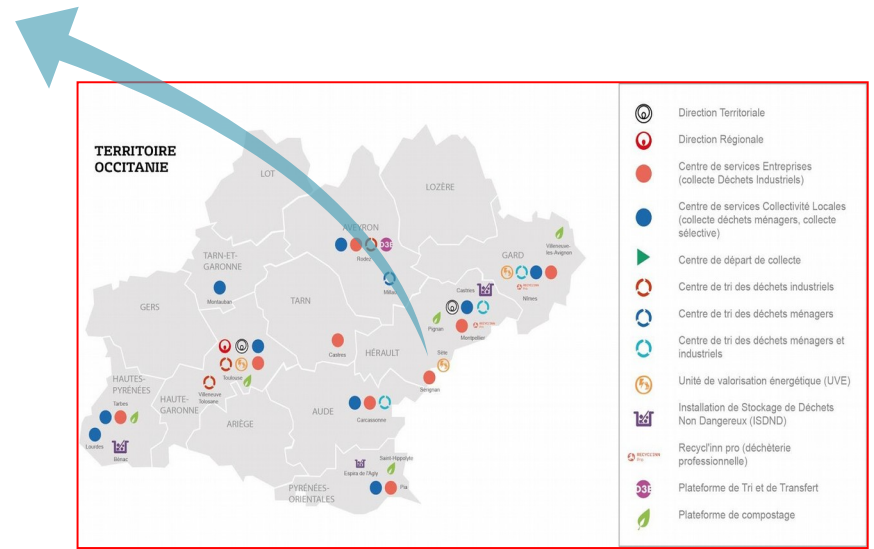 TERRITOIRE
OCCITANIE
LOT
LOZÈRE
AVEYRON
D3E
Rodez
Millau
GARD
Villeneuve-
les-Avignon
RECYCL'INN
Nîmes
TARN-ET-
GARONNE
Montauban
TARN
Castres
GERS
Castries
Pignan
Montpellier
HÉRAULT
Sète
Sérignan
Toulouse
Villeneuve
Tolosane
HAUTES-
PYRÉNÉES
Tarbes
Lourdes
Bénac
HAUTE-
GARONNE
ARIÈGE
AUDE
Carcassonne
Saint-Hippolyte
Espira-de-l'Agly
PYRÉNÉES-
ORIENTALES
Pia
Direction Territoriale
Direction Régionale
Centre de services Entreprises
(collecte Déchets Industriels)
Centre de services Collectivité Locales
(collecte déchets ménagers, collecte
sélective)
Centre de départ de collecte
Centre de tri des déchets industriels
Centre de tri des déchets ménagers
Centre de tri des déchets ménagers et
industriels
Unité de valorisation énergétique (UVE)
Installation de Stockage de Déchets
Non Dangereux (ISDND)
RECYCL'INN
Recycl'inn pro (déchèterie
professionnelle)
D3E
Plateforme de Tri et de Transfert
Plateforme de compostage